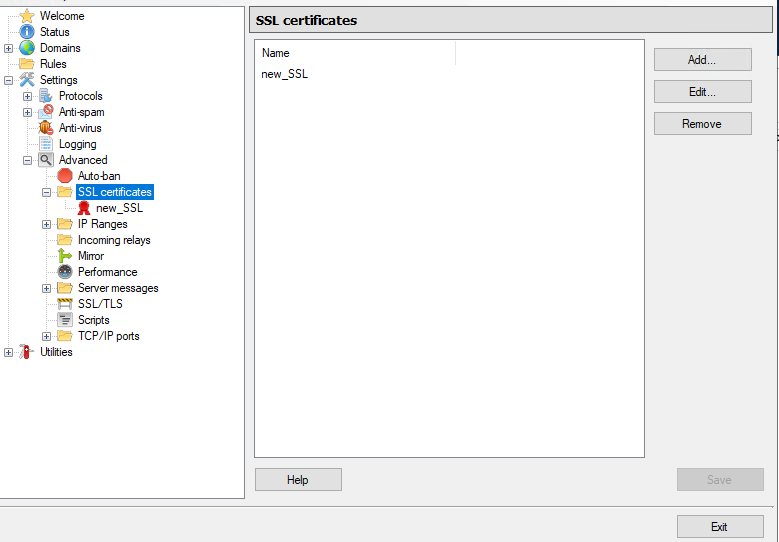 Welcome
Status
Domains
Rules
Settings
Protocols
Anti-spam
Anti-virus
Logging
Advanced
Auto-ban
SSL certificates
new_SSL
IP Ranges
Incoming relays
Mirror
Performance
Server messages
SSL/TLS
Scripts
TCP/IP ports
Utilities
SSL certificates
Name
new_SSL
Add...
Edit...
Remove
Help
Save
Exit